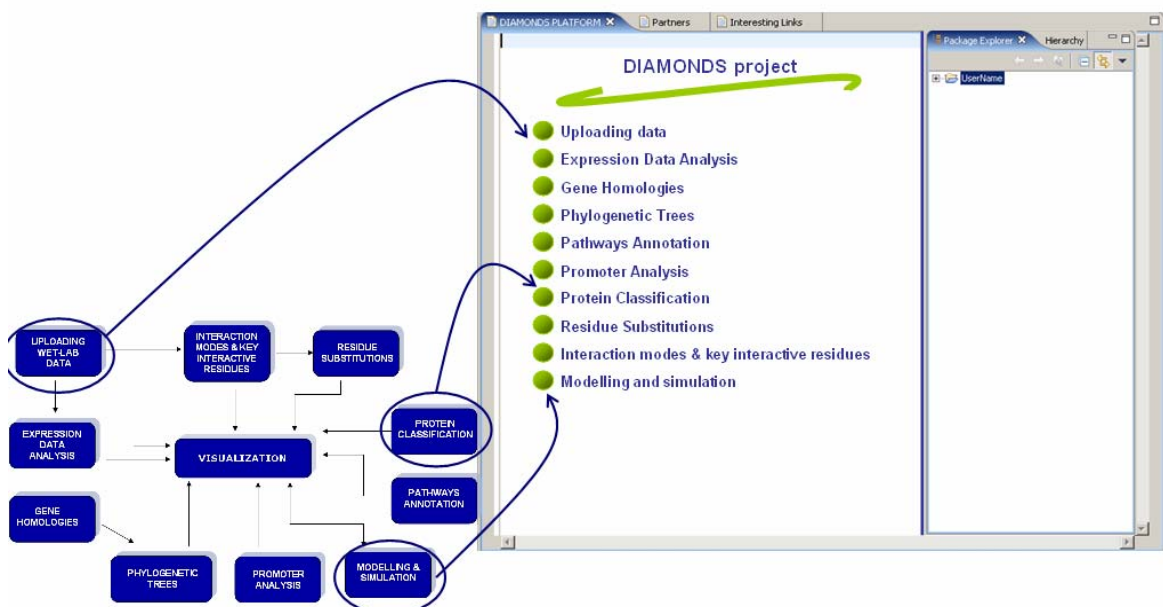 DIAMONDS PLATFORM
Partners
Interesting Links
Package Explorer
Hierarchy
UserName
DIAMONDS project
Uploading data
Expression Data Analysis
Gene Homologies
Phylogenetic Trees
Pathways Annotation
Promoter Analysis
Protein Classification
Residue Substitutions
Interaction modes & key interactive residues
Modelling and simulation
UPLOADING
WET-LAB
DATA
INTERACTION
MODES & KEY
INTERACTIVE
RESIDUES
RESIDUE
SUBSTITUTIONS
EXPRESSION
DATA
ANALYSIS
VISUALIZATION
PROTEIN
CLASSIFICATION
PATHWAYS
ANNOTATION
GENE
HOMOLOGIES
PHYLOGENETIC
TREES
PROMOTER
ANALYSIS
MODELLING &
SIMULATION